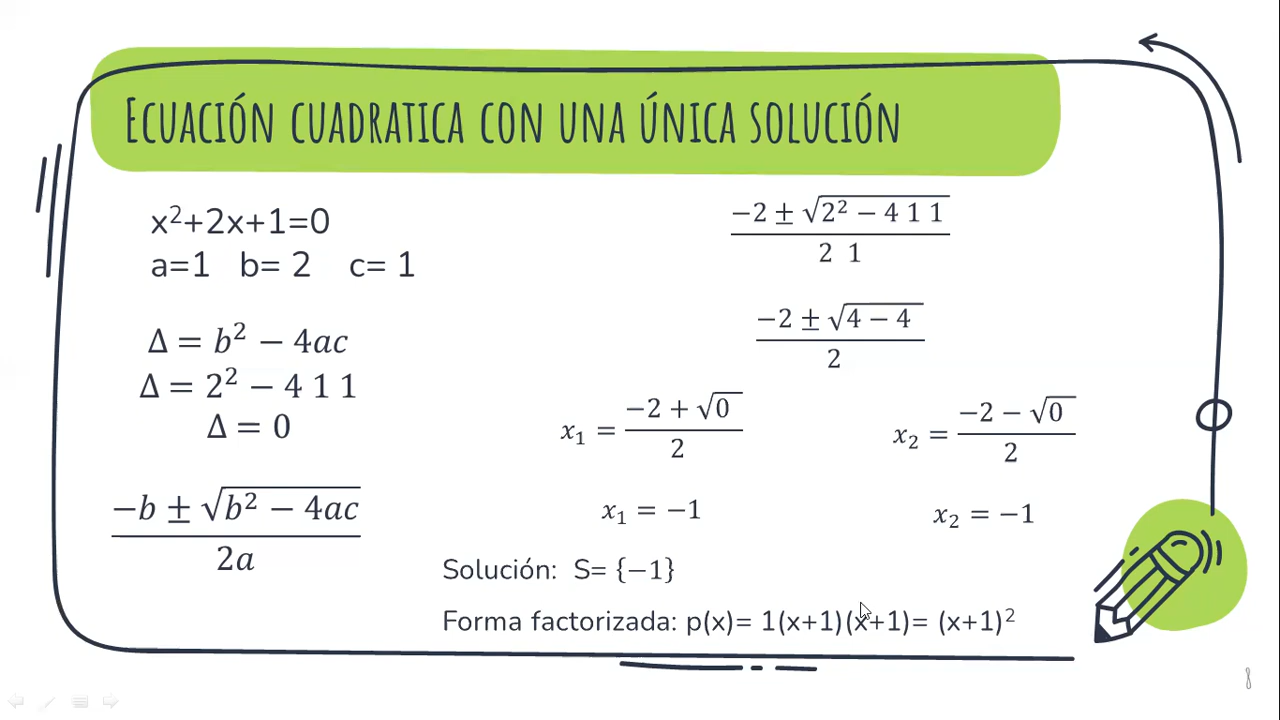 Ecuación cuadratica con una única solución
x²+2x+1=0
a=1 b= 2 c= 1
Δ = b² − 4ac
Δ = 2² − 4 1 1
Δ = 0
−b ± √(b² − 4ac)
2a
−2 ± √(2² − 4 1 1)
2 1
−2 ± √(4 − 4)
2
x₁ = (−2 + √0) / 2
x₂ = (−2 − √0) / 2
x₁ = −1
x₂ = −1
Solución: S= {−1}
Forma factorizada: p(x)= 1(x+1)(x+1)= (x+1)²
8